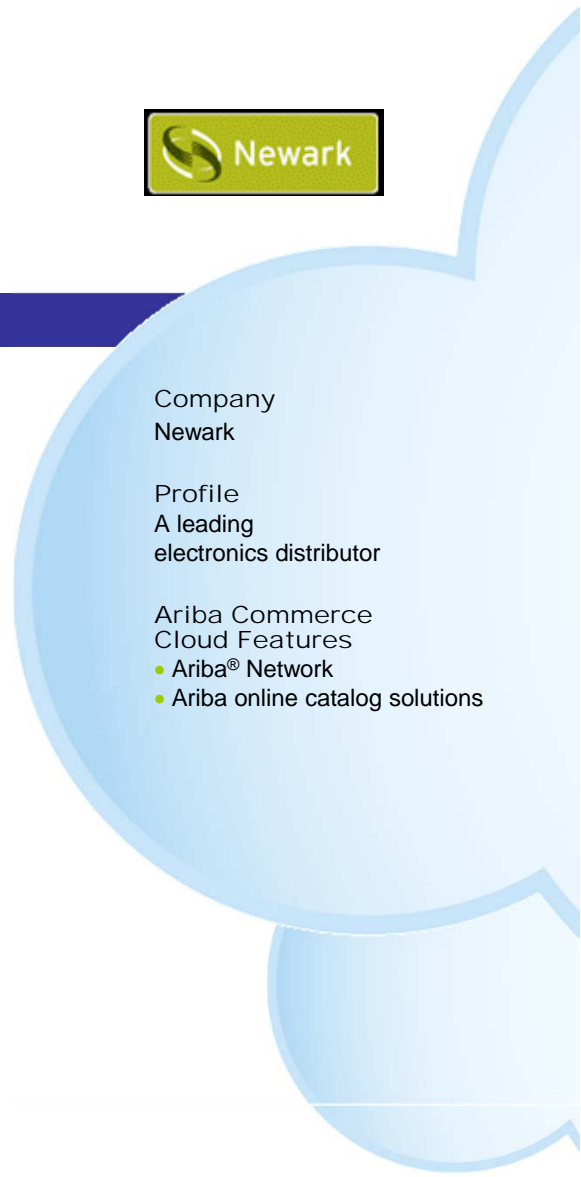 Newark
Company
Newark
Profile
A leading
electronics distributor
Ariba Commerce
Cloud Features
• Ariba® Network
• Ariba online catalog solutions